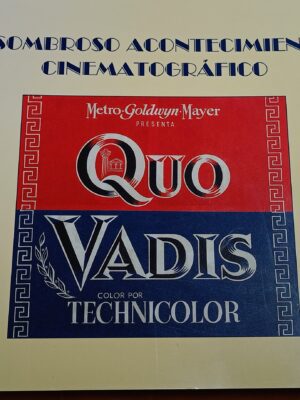 SOMBROSO ACONTECIMIEN
CINEMATOGRÁFICO
Metro-Goldwyn-Mayer
PRESENTA
QUO
VADIS
COLOR POR
TECHNICOLOR